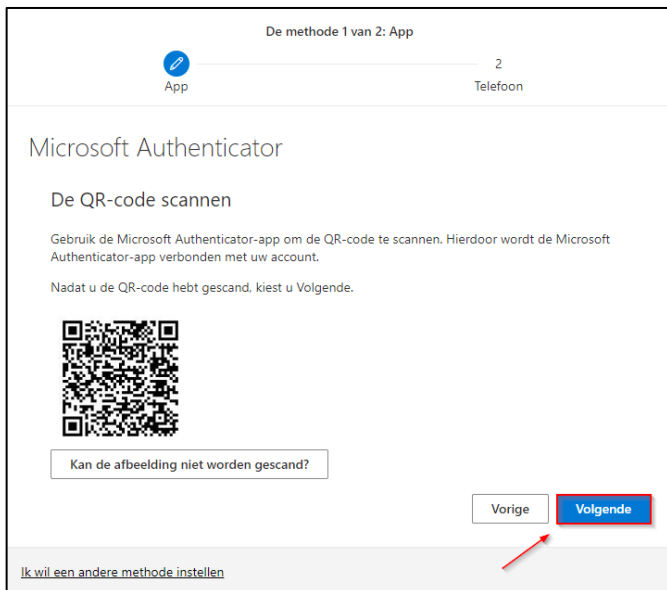 De methode 1 van 2: App
App
2
Telefoon
Microsoft Authenticator
De QR-code scannen
Gebruik de Microsoft Authenticator-app om de QR-code te scannen. Hierdoor wordt de Microsoft
Authenticator-app verbonden met uw account.
Nadat u de QR-code hebt gescand, kiest u Volgende.
Kan de afbeelding niet worden gescand?
Vorige
Volgende
Ik wil een andere methode instellen